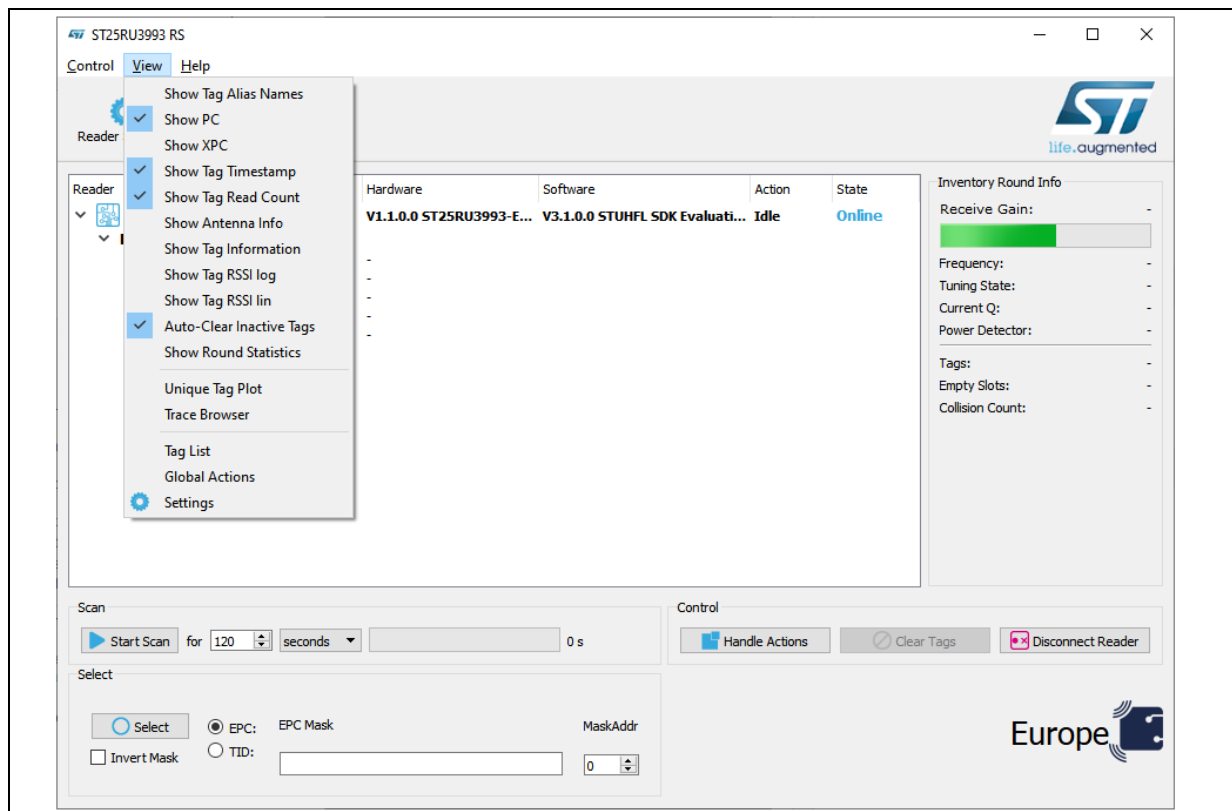 ST25RU3993 RS
Control View Help
Show Tag Alias Names
Show PC
Show XPC
Show Tag Timestamp
Show Tag Read Count
Show Antenna Info
Show Tag Information
Show Tag RSSI log
Show Tag RSSI lin
Auto-Clear Inactive Tags
Show Round Statistics
Unique Tag Plot
Trace Browser
Tag List
Global Actions
Settings
Reader
ST
life.augmented
Reader Hardware Software Action State
V1.1.0.0 ST25RU3993-E... V3.1.0.0 STUHFL SDK Evaluati... Idle Online
-
-
-
-
-
Inventory Round Info
Receive Gain: -
Frequency: -
Tuning State: -
Current Q: -
Power Detector: -
Tags: -
Empty Slots: -
Collision Count: -
Scan
Start Scan for 120 seconds 0 s
Control
Handle Actions Clear Tags Disconnect Reader
Select
Select EPC: EPC Mask MaskAddr
Invert Mask TID: 0
Europe